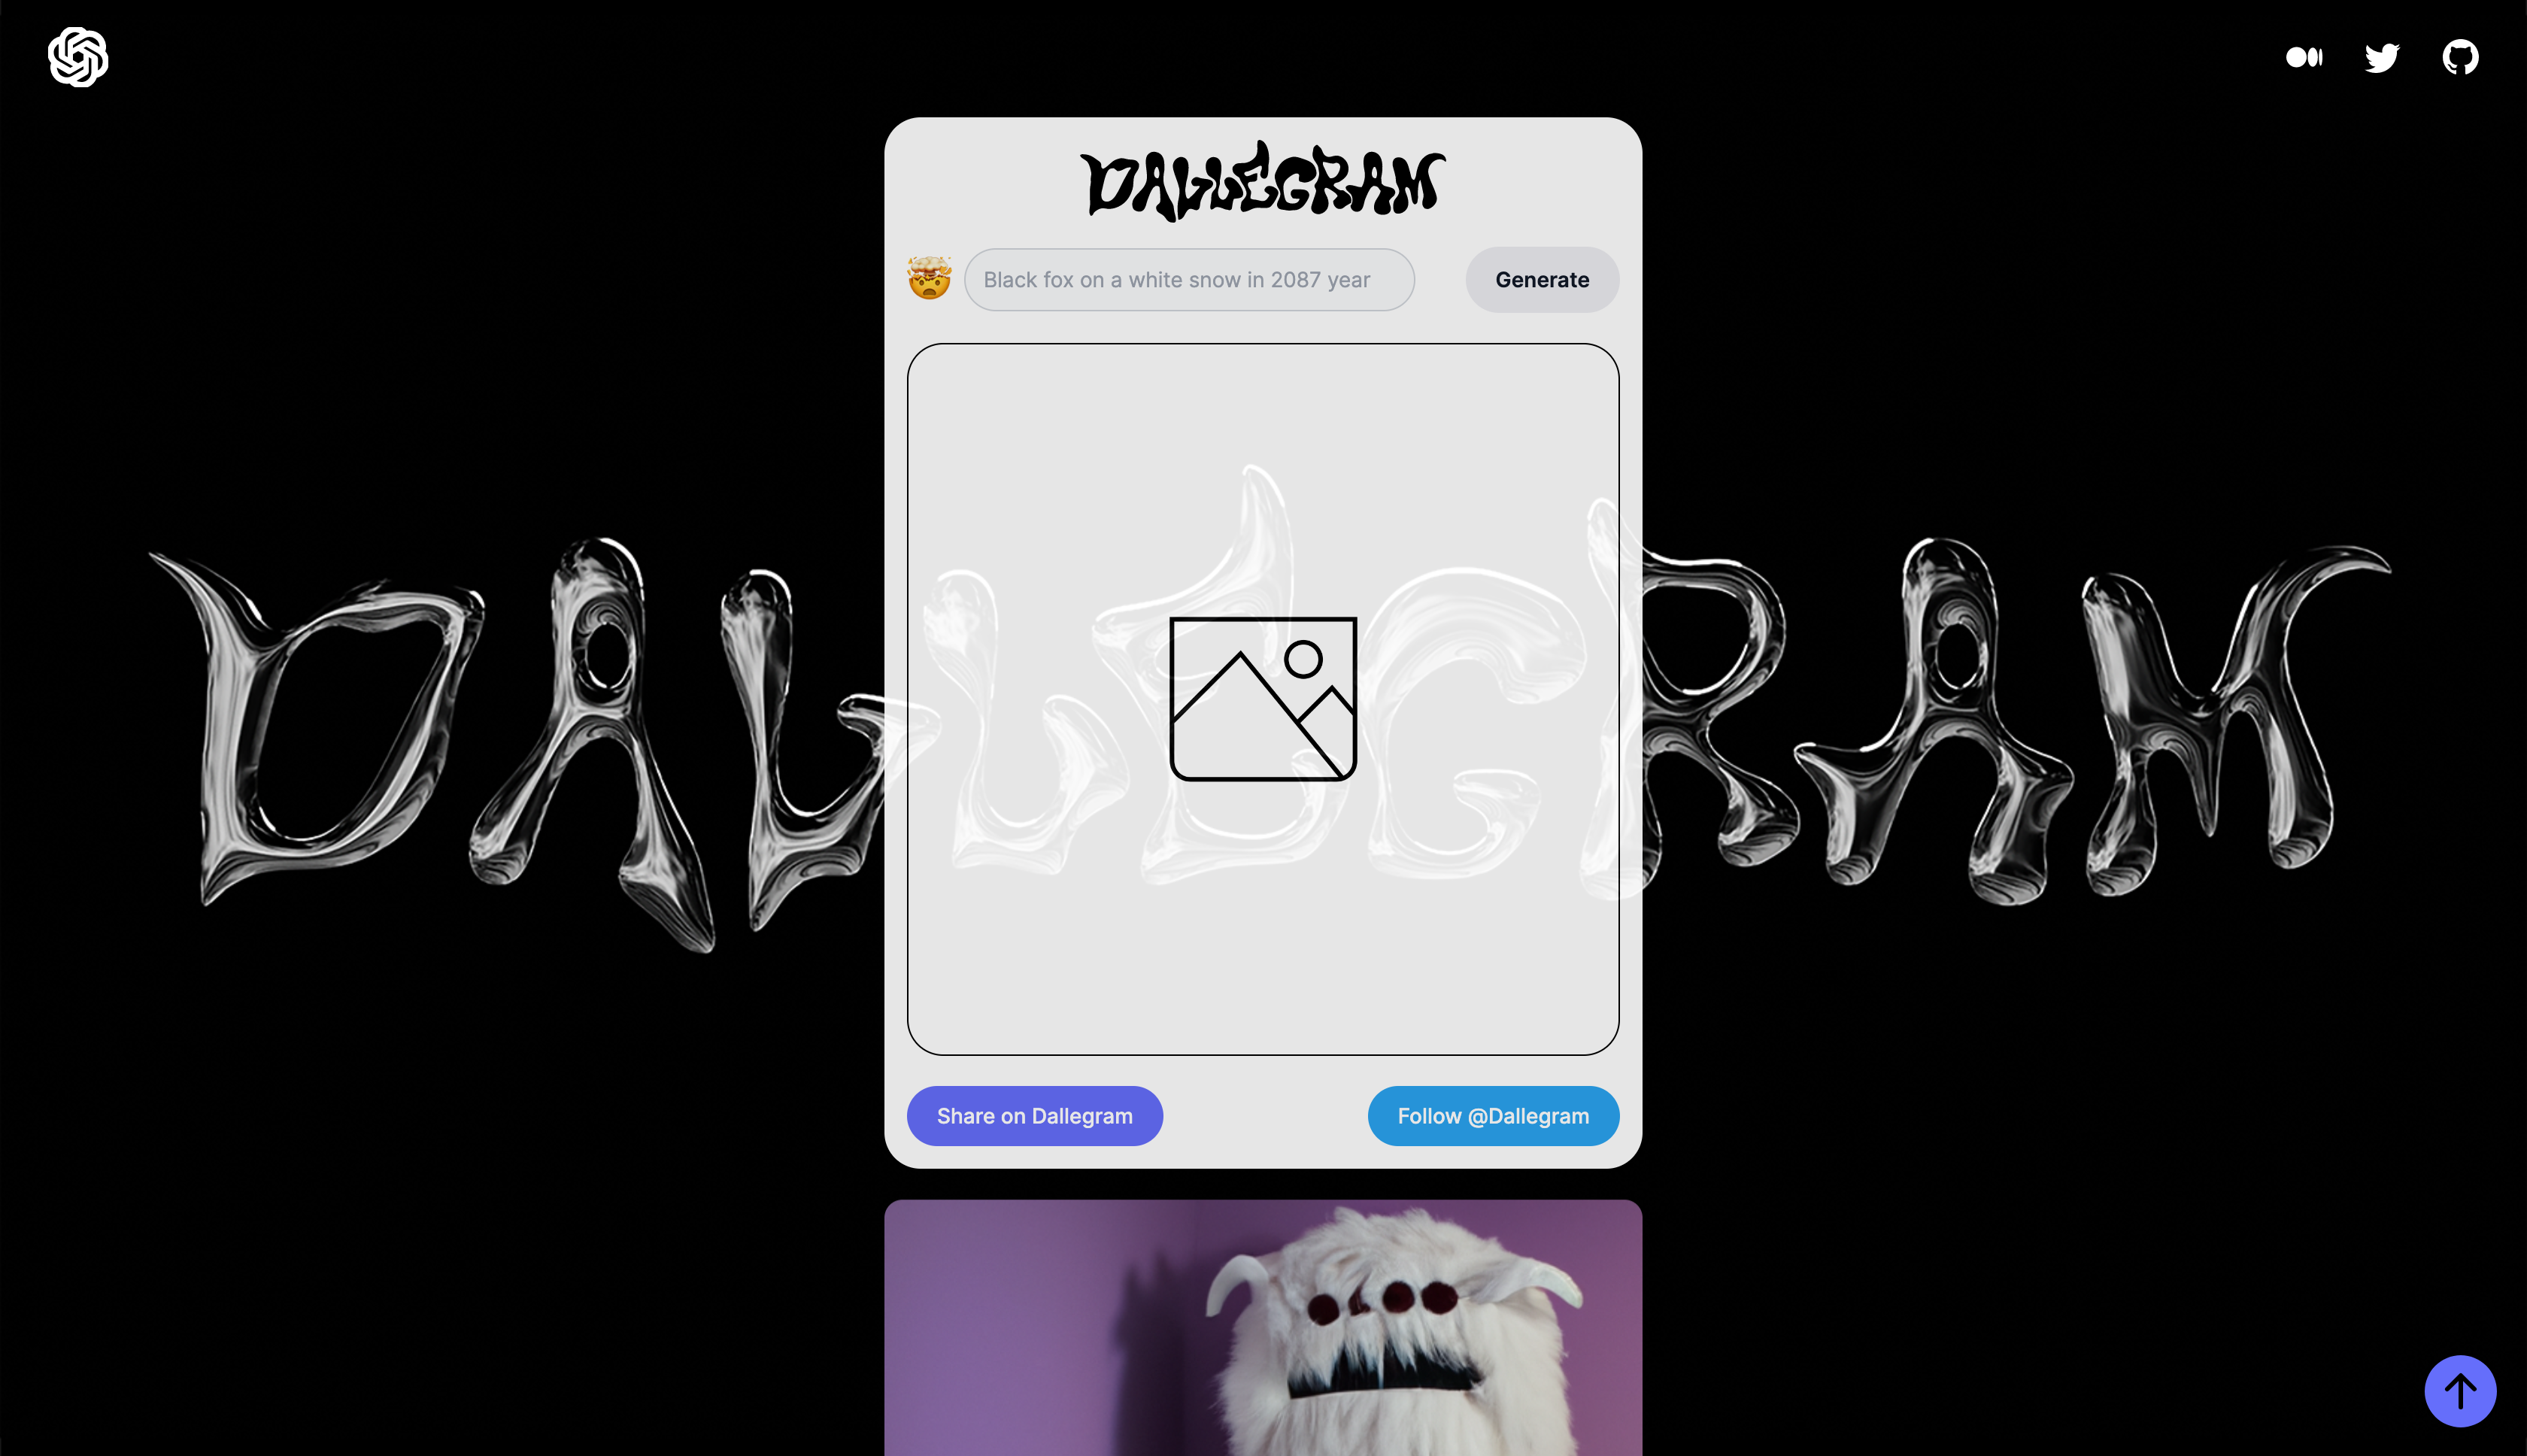 DALLEGRAM
Black fox on a white snow in 2087 year
Generate
DALLEGRAM
Share on Dallegram
Follow @Dallegram